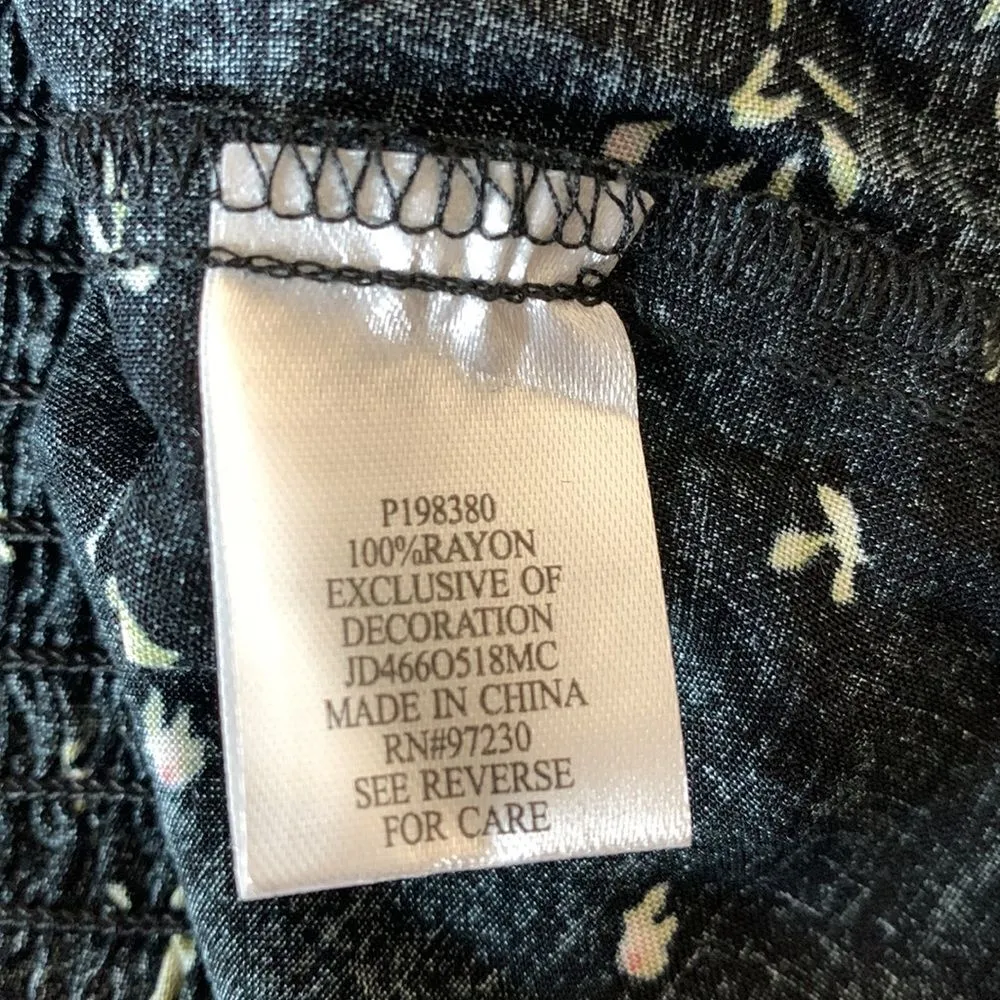 P198380
100%RAYON
EXCLUSIVE OF
DECORATION
JD466O518MC
MADE IN CHINA
RN#97230
SEE REVERSE
FOR CARE